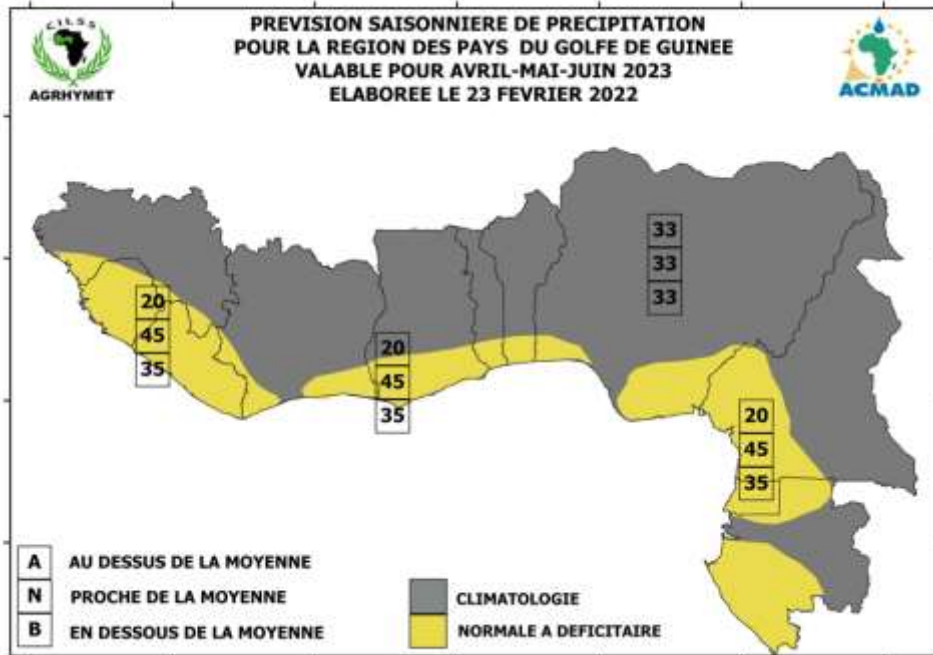 CILSS
AGRHYMET
PREVISION SAISONNIERE DE PRECIPITATION
POUR LA REGION DES PAYS DU GOLFE DE GUINEE
VALABLE POUR AVRIL-MAI-JUIN 2023
ELABOREE LE 23 FEVRIER 2022
ACMAD
20
45
35
20
45
35
33
33
33
20
45
35
A AU DESSUS DE LA MOYENNE
N PROCHE DE LA MOYENNE
B EN DESSOUS DE LA MOYENNE
CLIMATOLOGIE
NORMALE A DEFICITAIRE